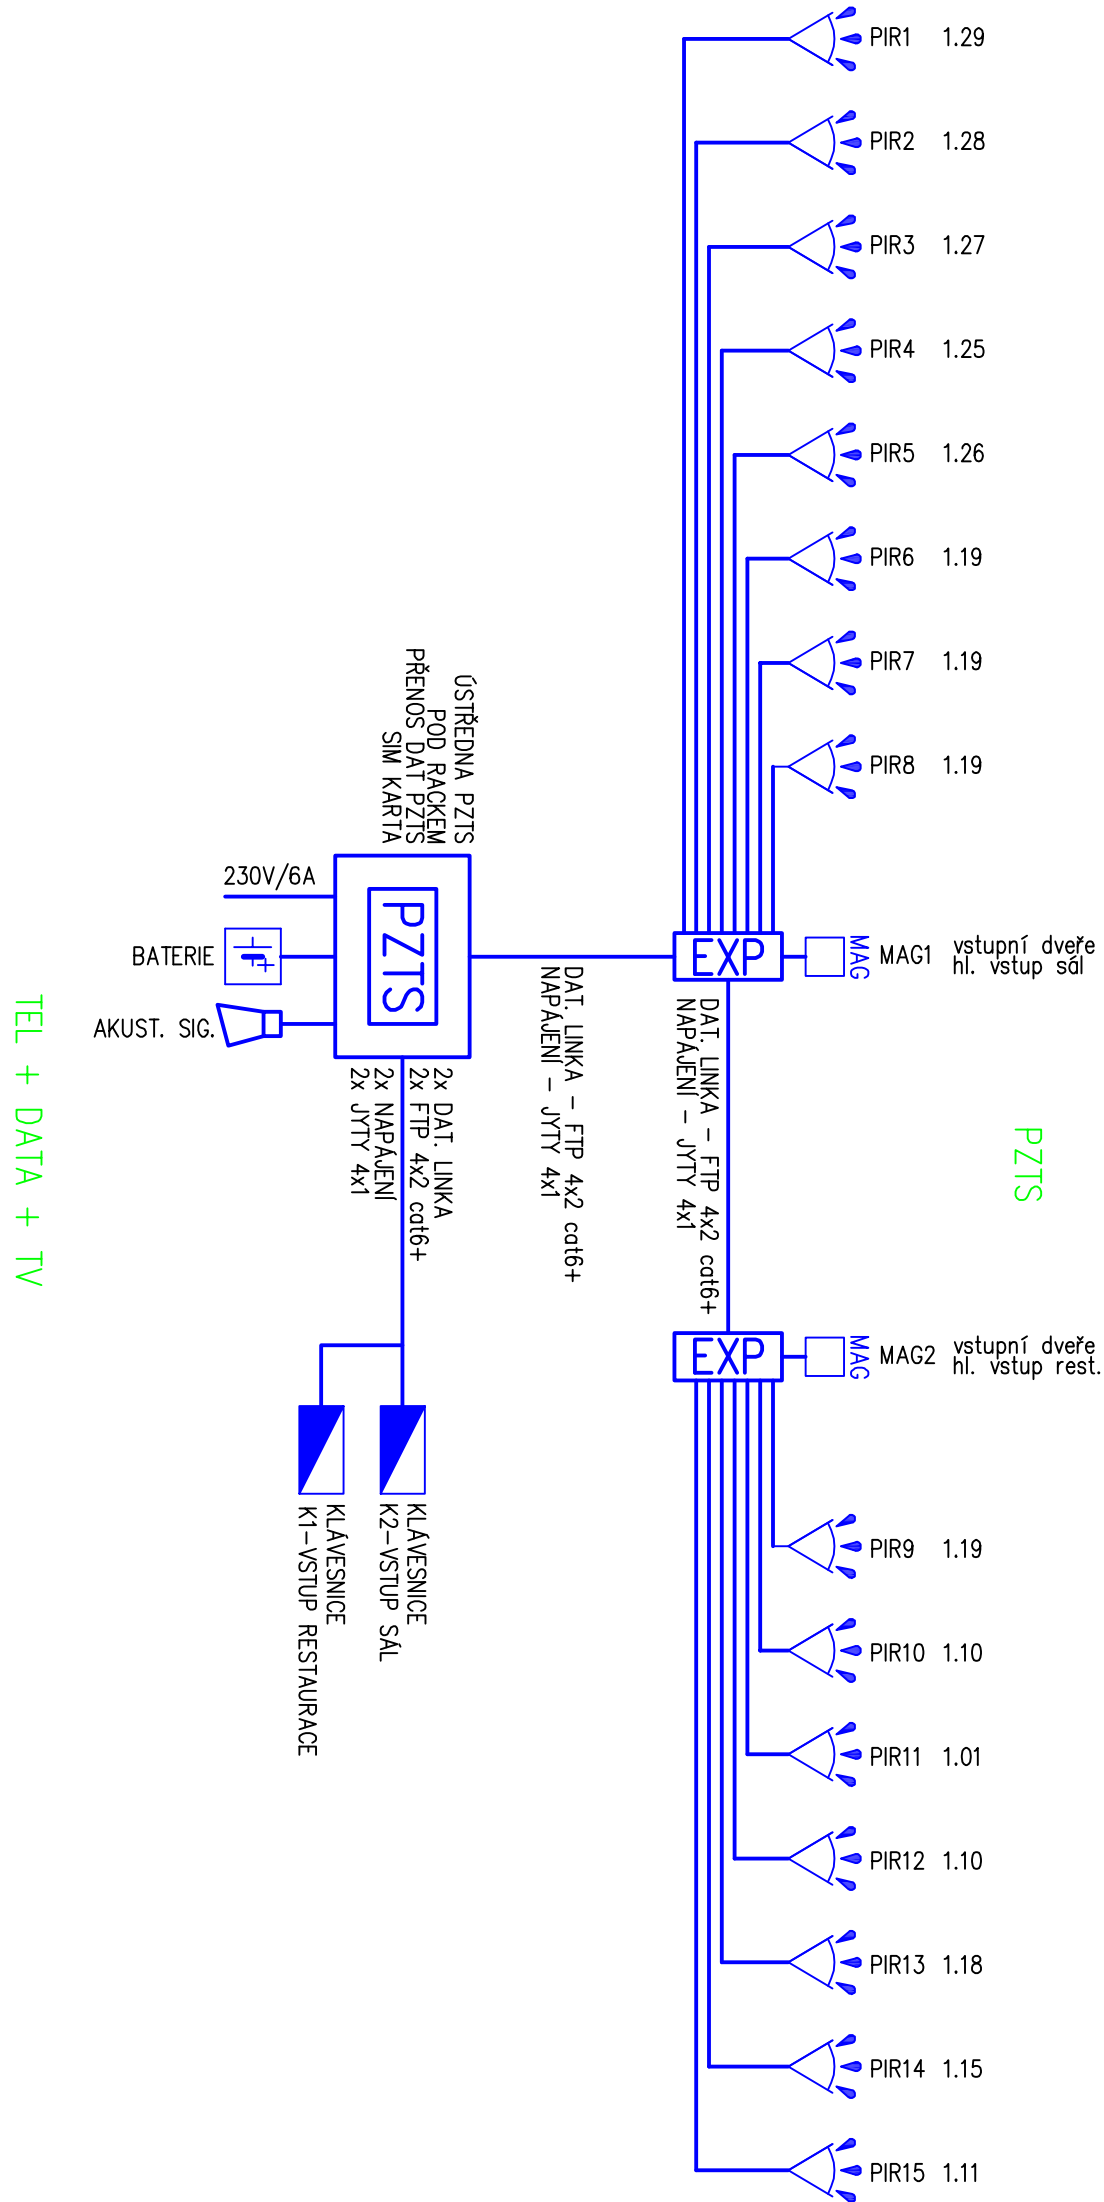 PIR1 1.29
PIR2 1.28
PIR3 1.27
PIR4 1.25
PIR5 1.26
PIR6 1.19
PIR7 1.19
PIR8 1.19
ÚSTŘEDNA PZTS
POD RACKEM
PŘENOS DAT PZTS
SIM KARTA
230V/6A
BATERIE
AKUST. SIG.
PZTS
EXP
MAG
MAG1 vstupní dveře
hl. vstup sál
DAT. LINKA – FTP 4x2 cat6+
NAPÁJENÍ – JYTY 4x1
DAT. LINKA – FTP 4x2 cat6+
NAPÁJENÍ – JYTY 4x1
2x DAT. LINKA
2x FTP 4x2 cat6+
2x NAPÁJENÍ
2x JYTY 4x1
TEL + DATA + TV
PZTS
EXP
MAG
MAG2 vstupní dveře
hl. vstup rest.
KLÁVESNICE
K2–VSTUP SÁL
KLÁVESNICE
K1–VSTUP RESTAURACE
PIR9 1.19
PIR10 1.10
PIR11 1.01
PIR12 1.10
PIR13 1.18
PIR14 1.15
PIR15 1.11